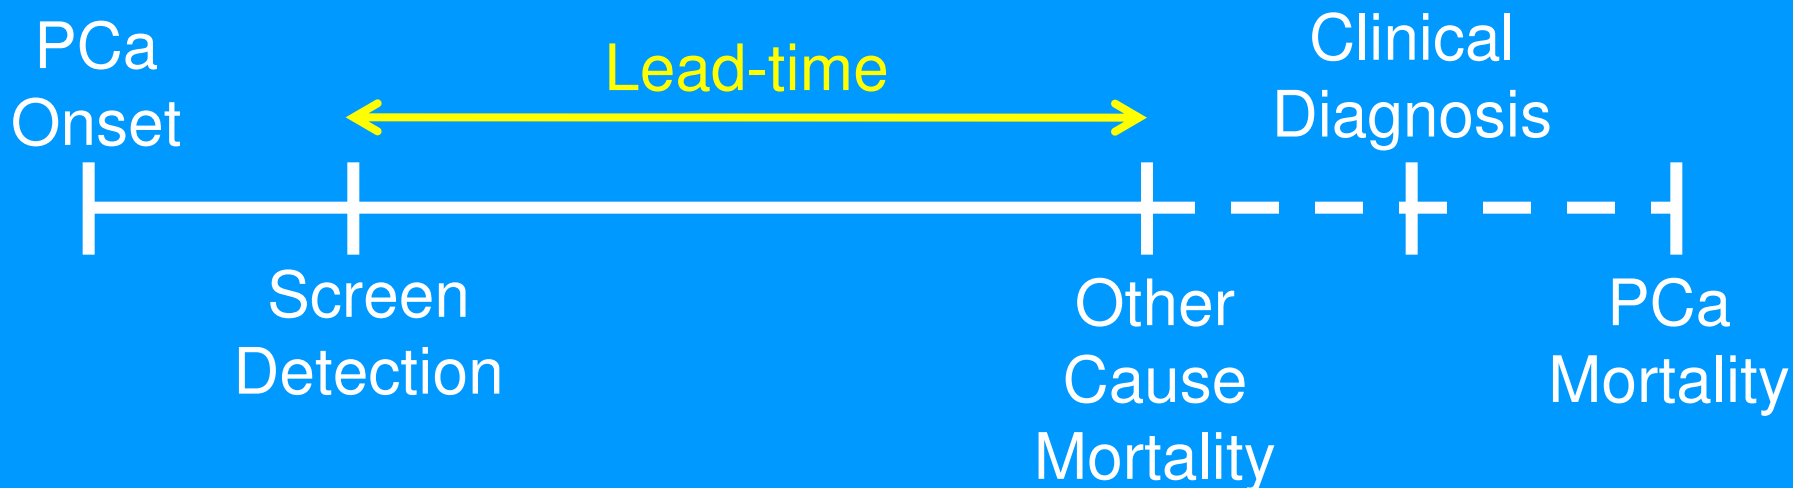 PCa
Onset
Lead-time
Clinical
Diagnosis
Screen
Detection
Other
Cause
Mortality
PCa
Mortality